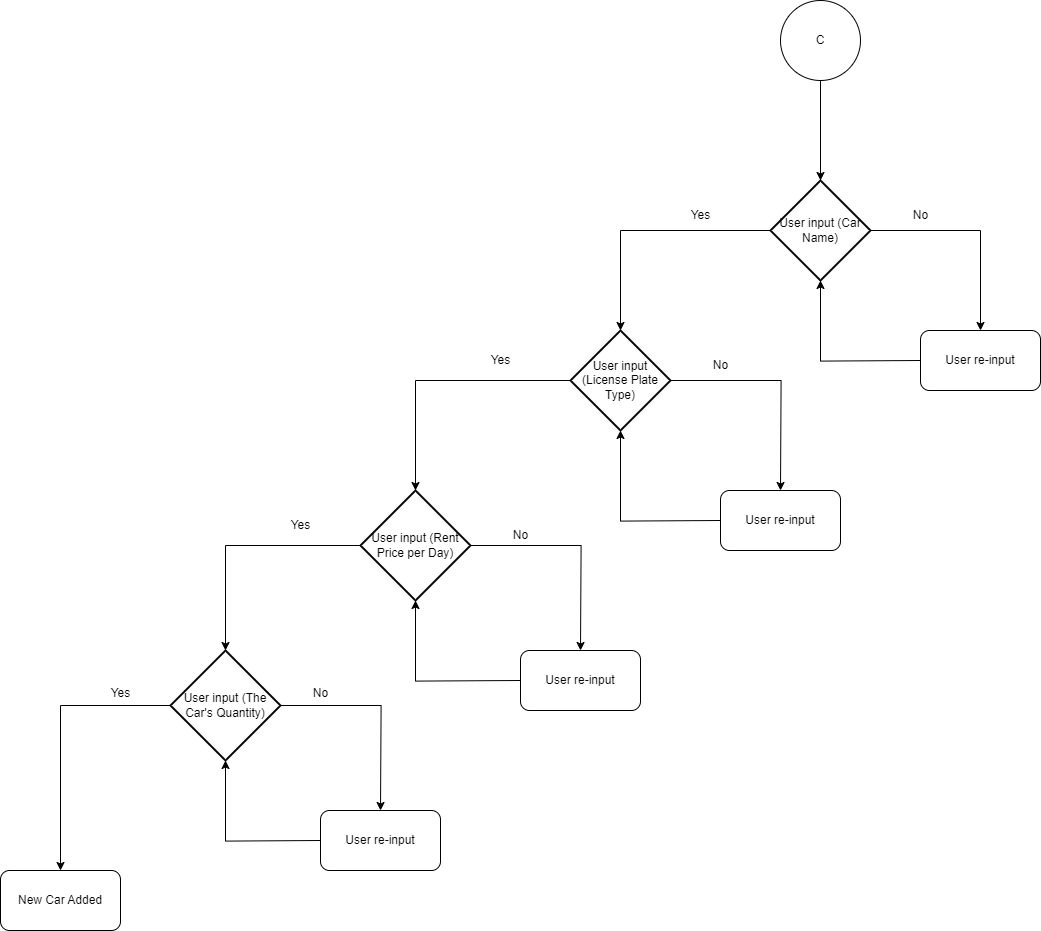 C
Yes
No
User input (Car
Name)
User re-input
Yes
No
User input
(License Plate
Type)
User re-input
Yes
No
User input (Rent
Price per Day)
User re-input
Yes
No
User input (The
Car's Quantity)
User re-input
New Car Added